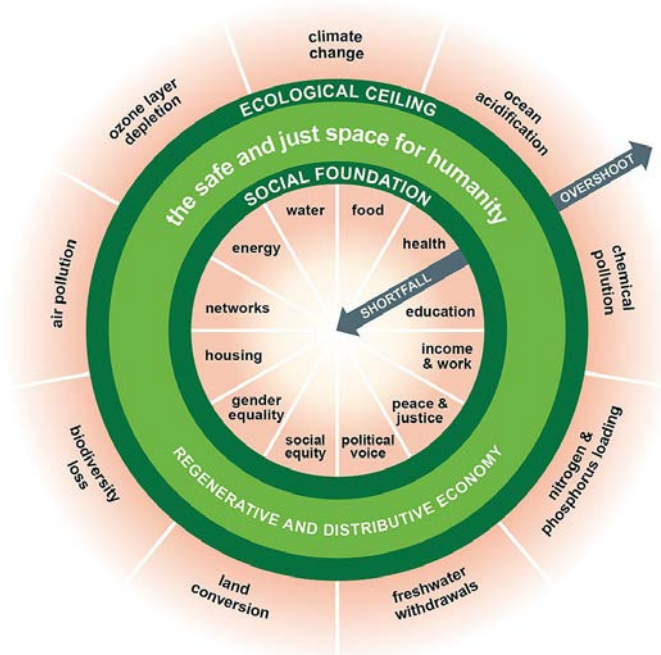 climate
change
ocean
acidification
OVERSHOOT
chemical
pollution
nitrogen &
phosphorus loading
freshwater
withdrawals
land
conversion
biodiversity
loss
air pollution
ozone layer
depletion
ECOLOGICAL CEILING
the safe and just space for humanity
SOCIAL FOUNDATION
water
food
health
SHORTFALL
education
income
& work
peace &
justice
political
voice
social
equity
gender
equality
housing
networks
energy
REGENERATIVE AND DISTRIBUTIVE ECONOMY